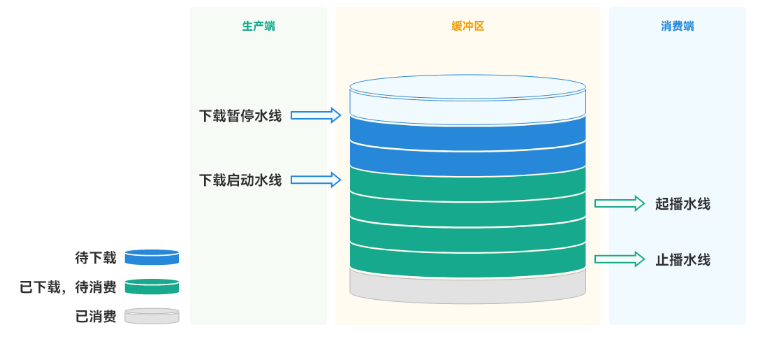 生产端
缓冲区
消费端
下载暂停水线
下载启动水线
起播水线
止播水线
待下载
已下载，待消费
已消费